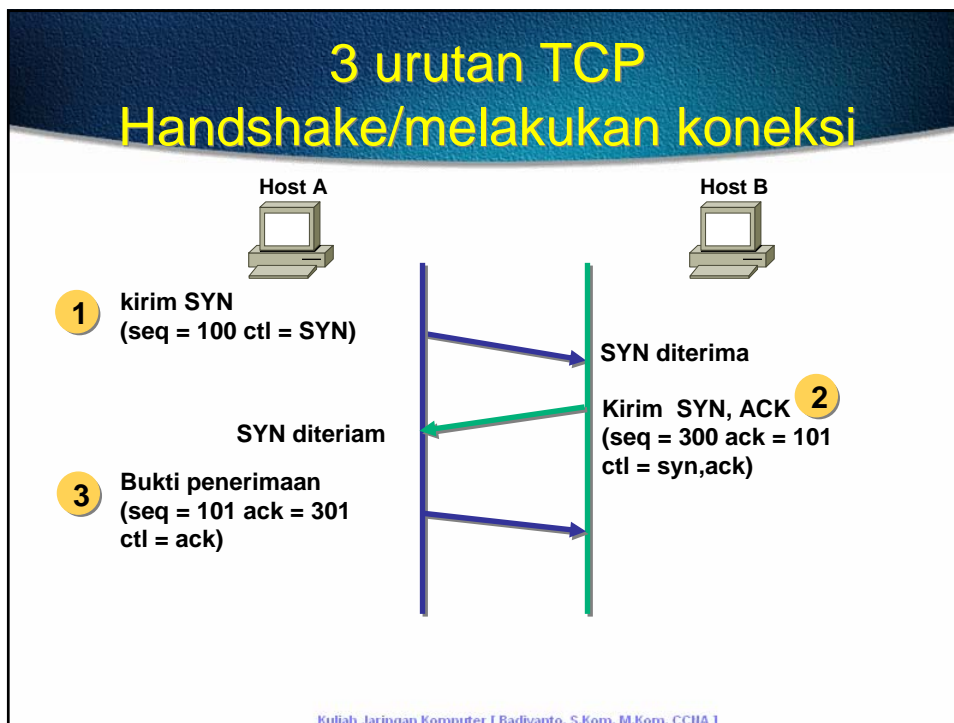 3 urutan TCP
Handshake/melakukan koneksi
Host A
Host B
1
kirim SYN
(seq = 100 ctl = SYN)
SYN diterima
2
Kirim SYN, ACK
(seq = 300 ack = 101
ctl = syn,ack)
SYN diteriam
3
Bukti penerimaan
(seq = 101 ack = 301
ctl = ack)
Kuliah Jaringan Komputer [ Badiyanto, S.Kom, M.Kom, CCNA ]